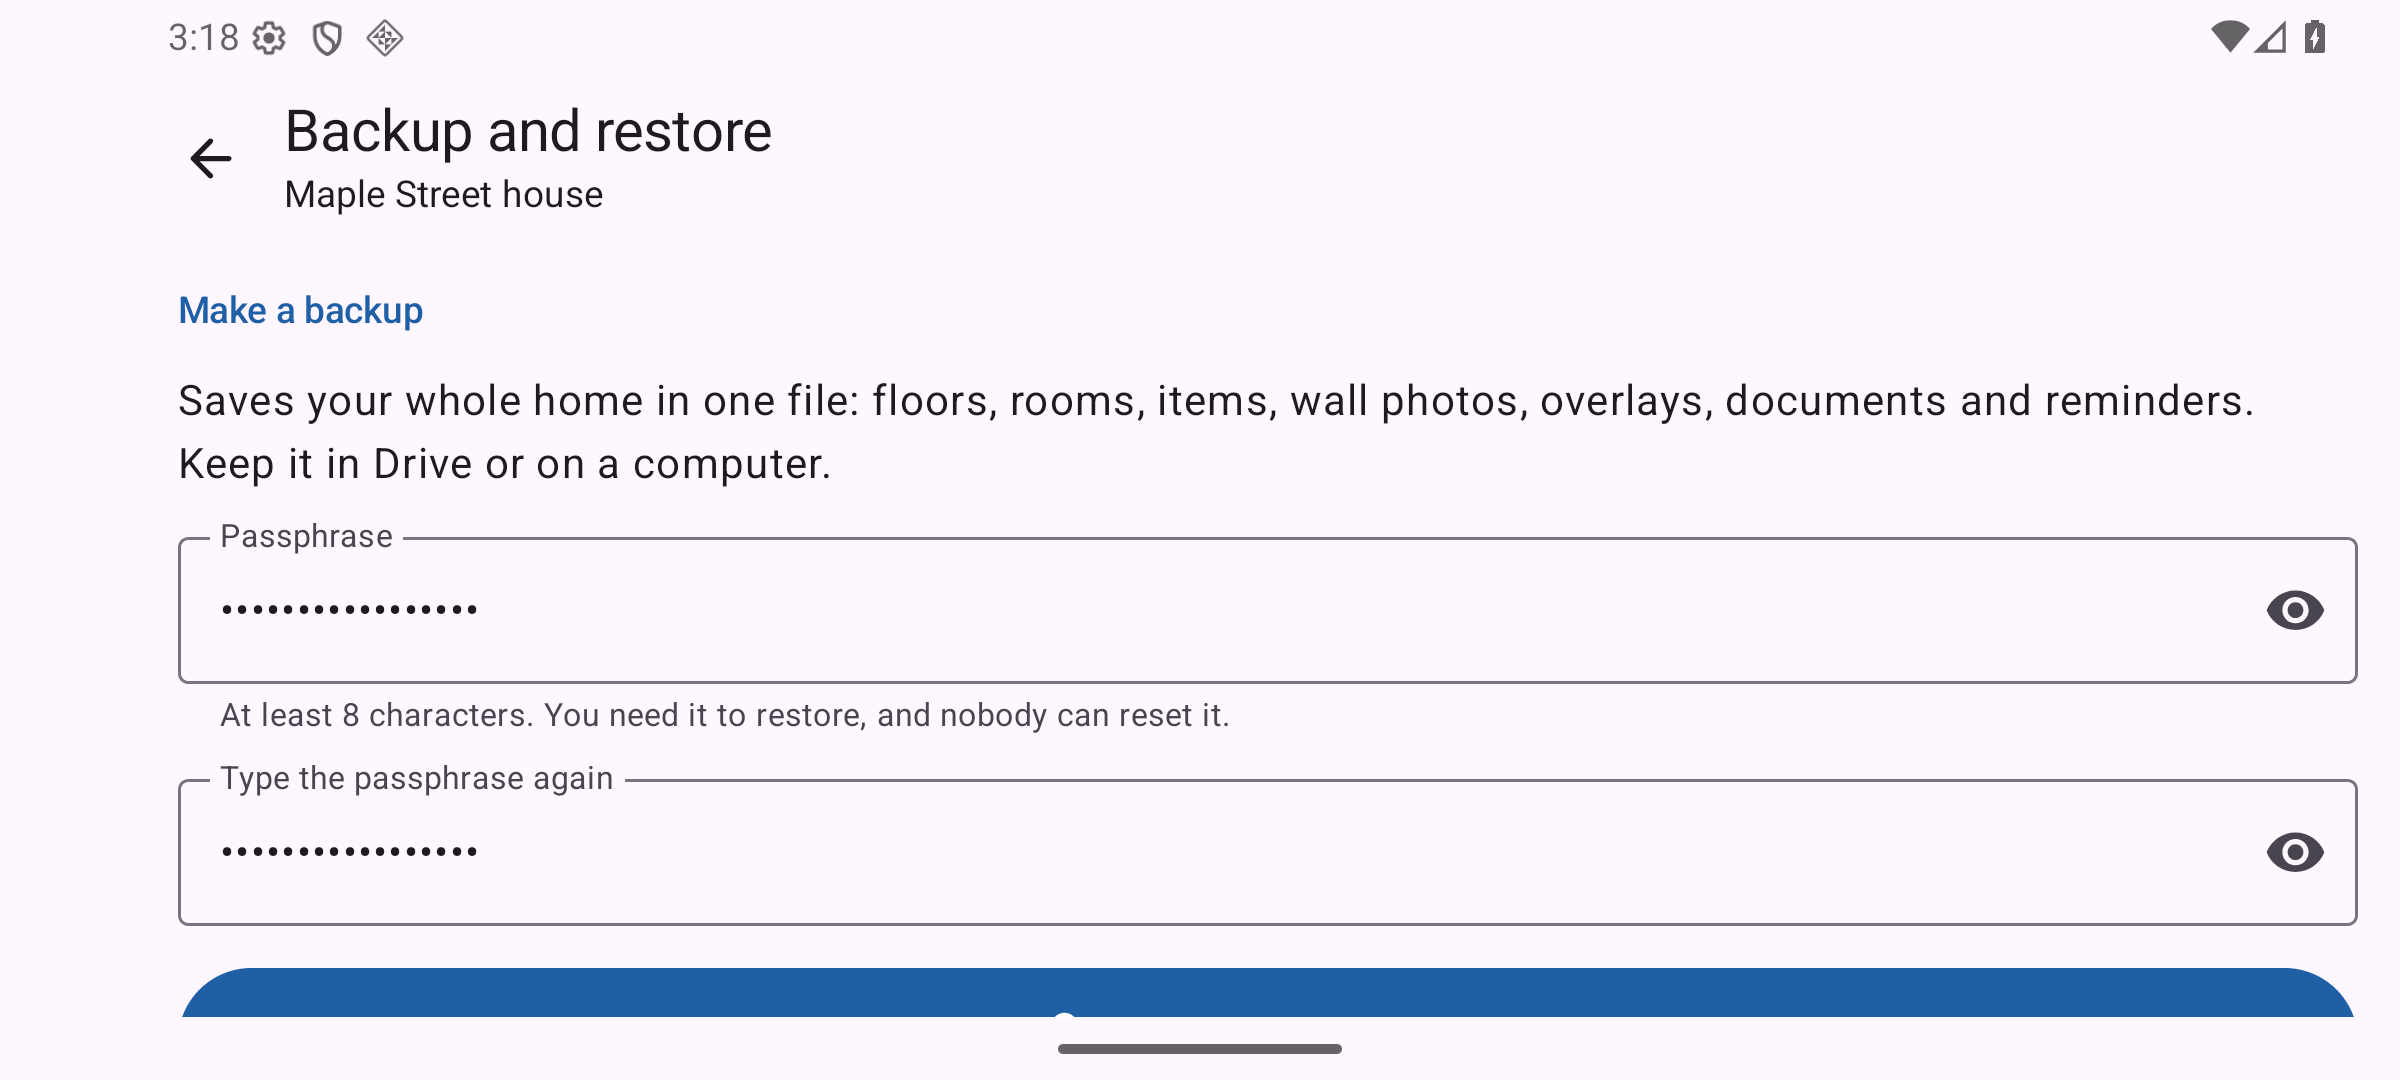 3:18
Backup and restore
Maple Street house
Make a backup
Saves your whole home in one file: floors, rooms, items, wall photos, overlays, documents and reminders.
Keep it in Drive or on a computer.
Passphrase
•••••••••••••••••
At least 8 characters. You need it to restore, and nobody can reset it.
Type the passphrase again
•••••••••••••••••